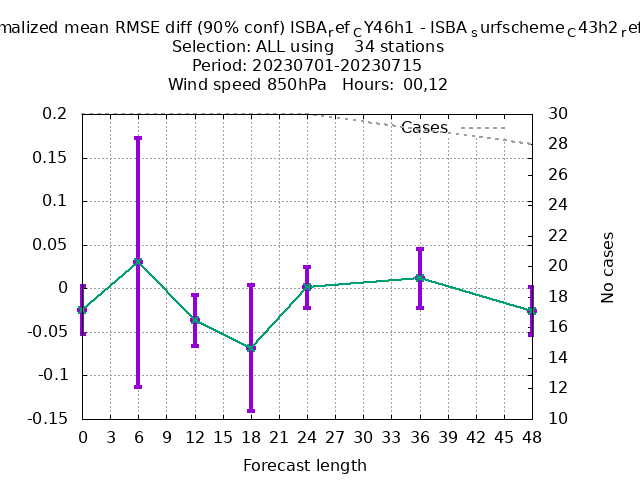 malized mean RMSE diff (90% conf) ISBA_ref_CY46h1 - ISBA_surfscheme_C43h2_ref
Selection: ALL using 34 stations
Period: 20230701-20230715
Wind speed 850hPa Hours: 00,12
Cases
0.2
0.15
0.1
0.05
0
-0.05
-0.1
-0.15
30
28
26
24
22
20
18
16
14
12
10
No cases
0 3 6 9 12 15 18 21 24 27 30 33 36 39 42 45 48
Forecast length